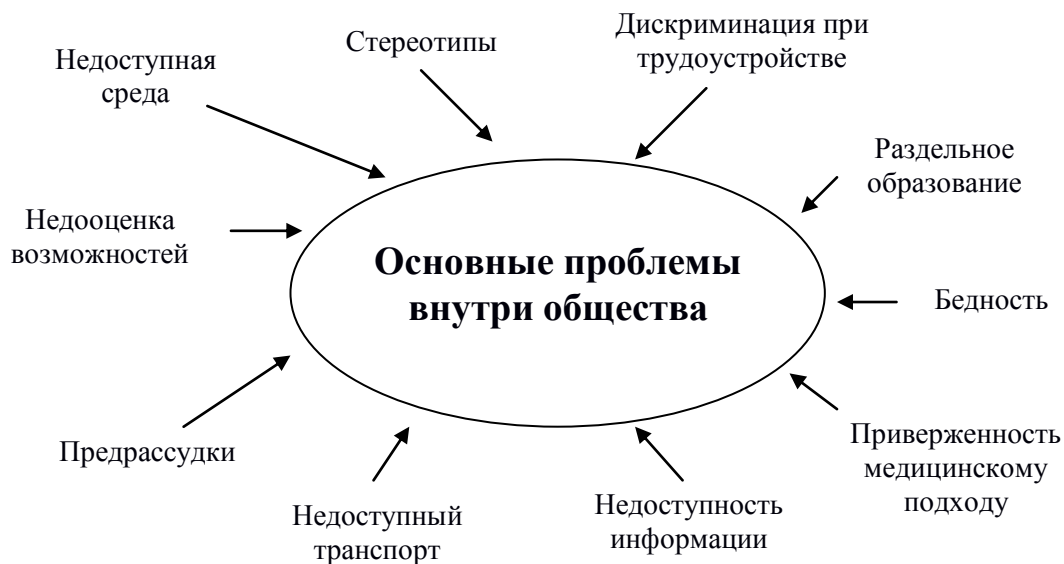 Стереотипы
Дискриминация при
трудоустройстве
Недоступная
среда
Раздельное
образование
Недооценка
возможностей
Основные проблемы
внутри общества
Бедность
Предрассудки
Приверженность
медицинскому
подходу
Недоступный
транспорт
Недоступность
информации